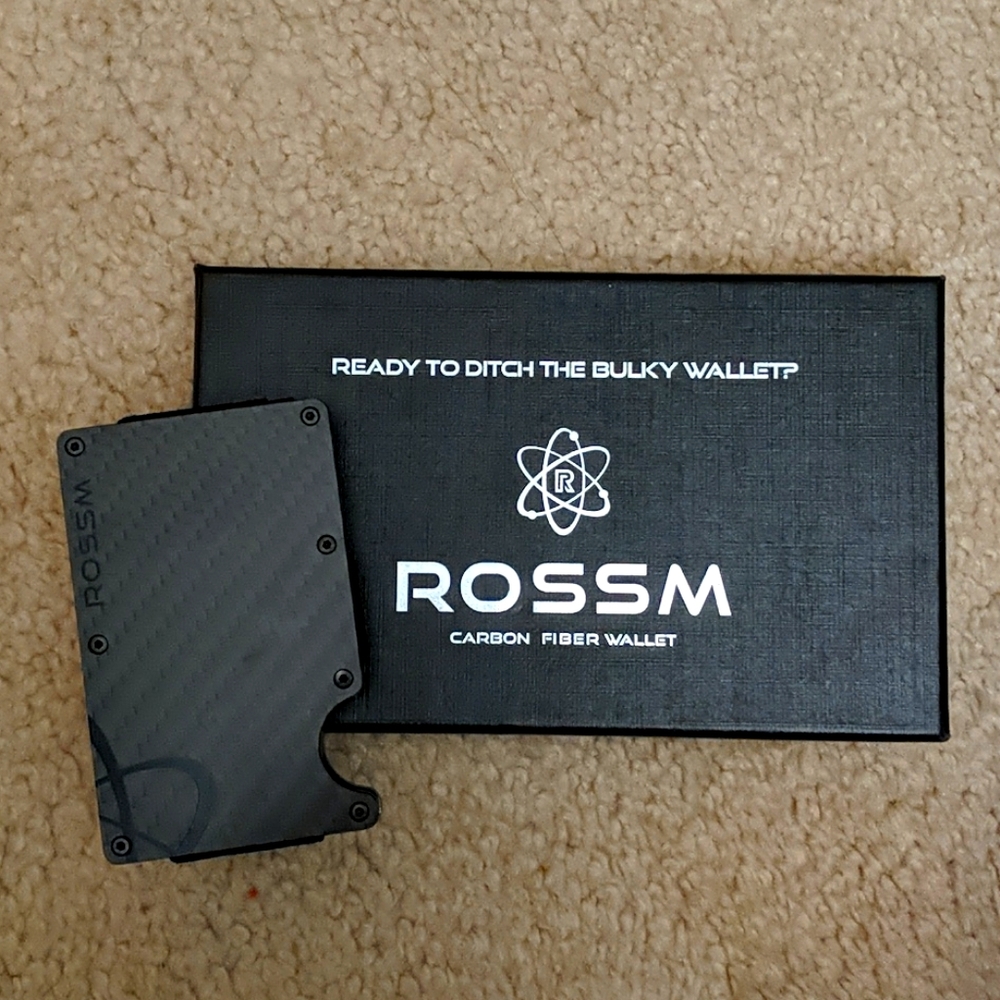 READY TO DITCH THE BULKY WALLET?
R
ROSSM
CARBON FIBER WALLET
ROSSM